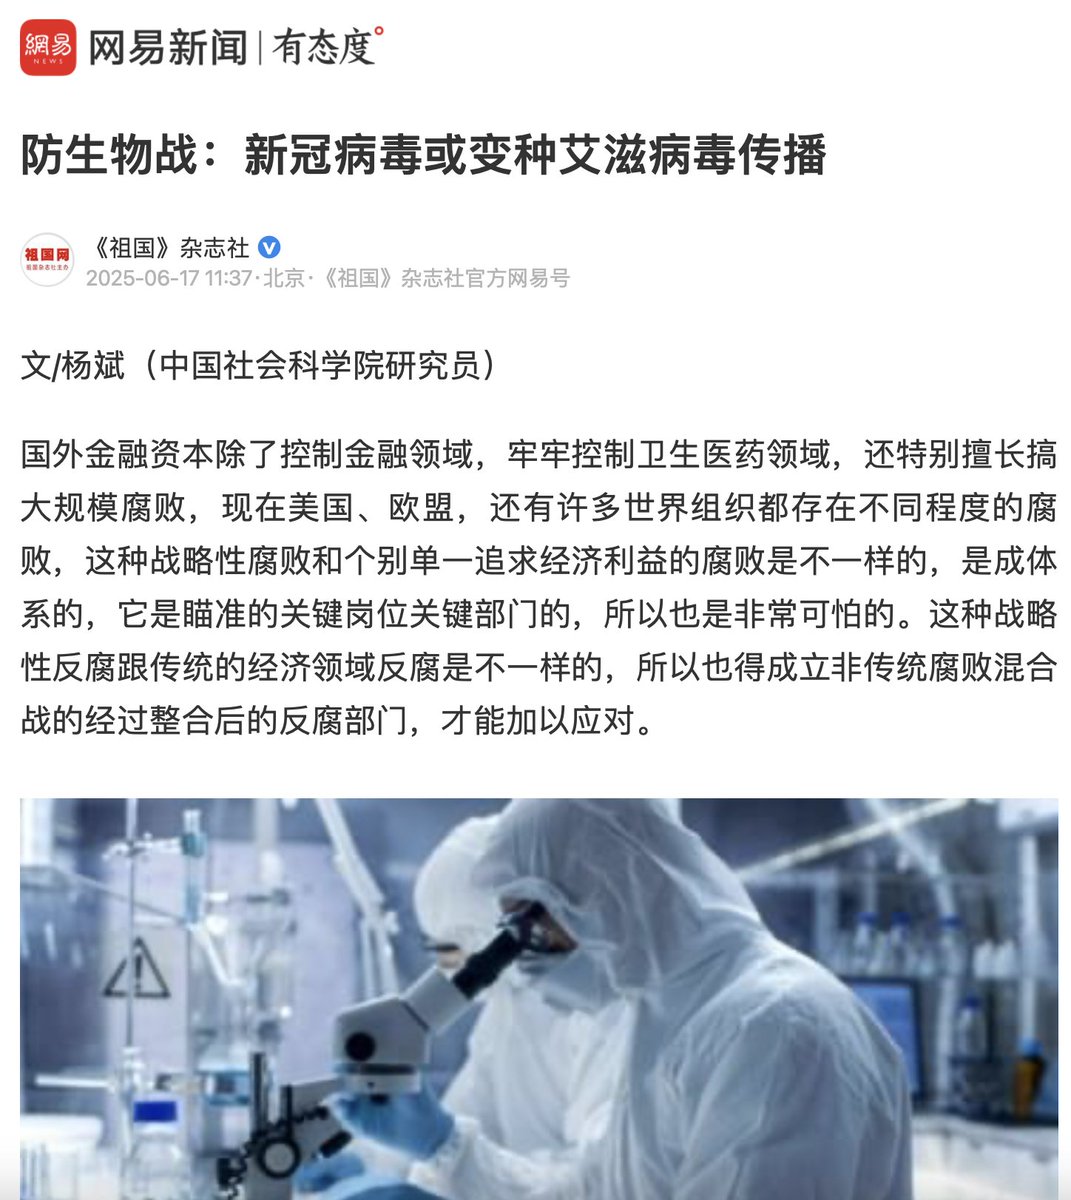 網易
NEWS
网易新闻|有态度°
防生物战：新冠病毒或变种艾滋病毒传播
祖国网
祖国杂志社主办
《祖国》杂志社
2025-06-17 11:37·北京·《祖国》杂志社官方网易号
文/杨斌（中国社会科学院研究员）
国外金融资本除了控制金融领域，牢牢控制卫生医药领域，还特别擅长搞
大规模腐败，现在美国、欧盟，还有许多世界组织都存在不同程度的腐
败，这种战略性腐败和个别单一追求经济利益的腐败是不一样的，是成体
系的，它是瞄准的关键岗位关键部门的，所以也是非常可怕的。这种战略
性反腐跟传统的经济领域反腐是不一样的，所以也得成立非传统腐败混合
战的经过整合后的反腐部门，才能加以应对。